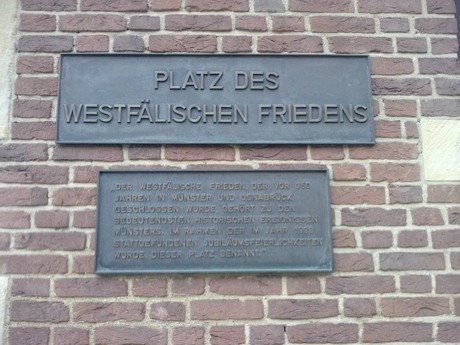 PLATZ DES
WESTFÄLISCHEN FRIEDENS
"DER WESTFÄLISCHE FRIEDEN, DER VOR 350
JAHREN IN MÜNSTER UND OSNABRÜCK
GESCHLOSSEN WURDE, GEHÖRT ZU DEN
BEDEUTENDSTEN HISTORISCHEN EREIGNISSEN
MÜNSTERS. IM RAHMEN DER IM JAHR 1998
STATTGEFUNDENEN JUBILÄUMSFEIERLICHKEITEN
WURDE DIESER PLATZ BENANNT."